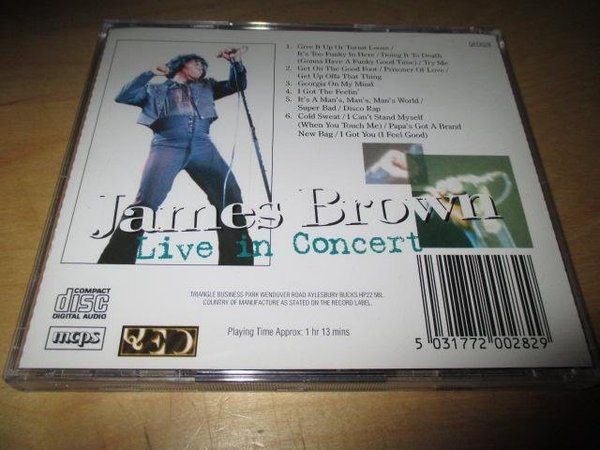 1. Give It Up Or Turnit Loose /
It's Too Funky In Here / Doing It To Death
(Gonna Have A Funky Good Time) / Try Me
2. Get On The Good Foot / Prisoner Of Love /
Get Up Offa That Thing
3. Georgia On My Mind
4. I Got The Feelin'
5. It's A Man's, Man's, Man's World /
Super Bad / Disco Rap
6. Cold Sweat / I Can't Stand Myself
(When You Touch Me) / Papa's Got A Brand
New Bag / I Got You (I Feel Good)
James Brown
Live in Concert
COMPACT
disc
DIGITAL AUDIO
TRIANGLE BUSINESS PARK WENDOVER ROAD AYLESBURY BUCKS HP22 5BL.
COUNTRY OF MANUFACTURE AS STATED ON THE RECORD LABEL.
mcps
Playing Time Approx: 1 hr 13 mins
5 031772 002829